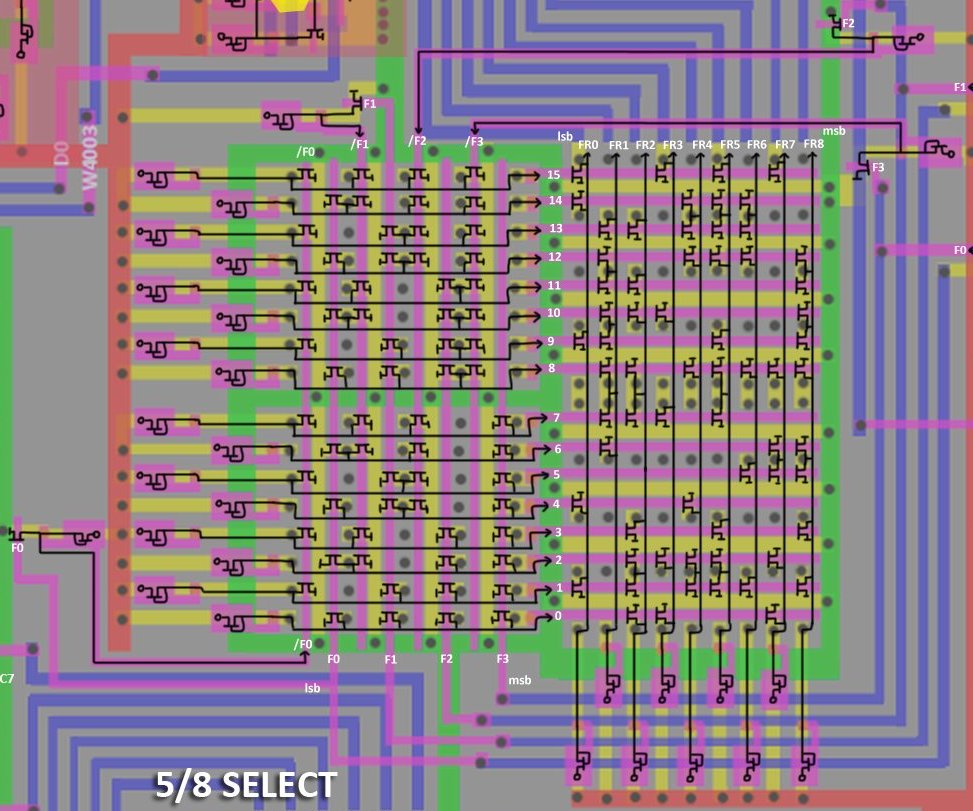 F2
F1
F1
D0
W4003
/F0
/F1
/F2
/F3
lsb
FR0 FR1 FR2 FR3 FR4 FR5 FR6 FR7 FR8
msb
F3
15
14
13
12
F0
11
10
9
8
7
6
5
4
3
F0
2
1
0
/F0
F0
F1
F2
F3
C7
lsb
msb
5/8 SELECT